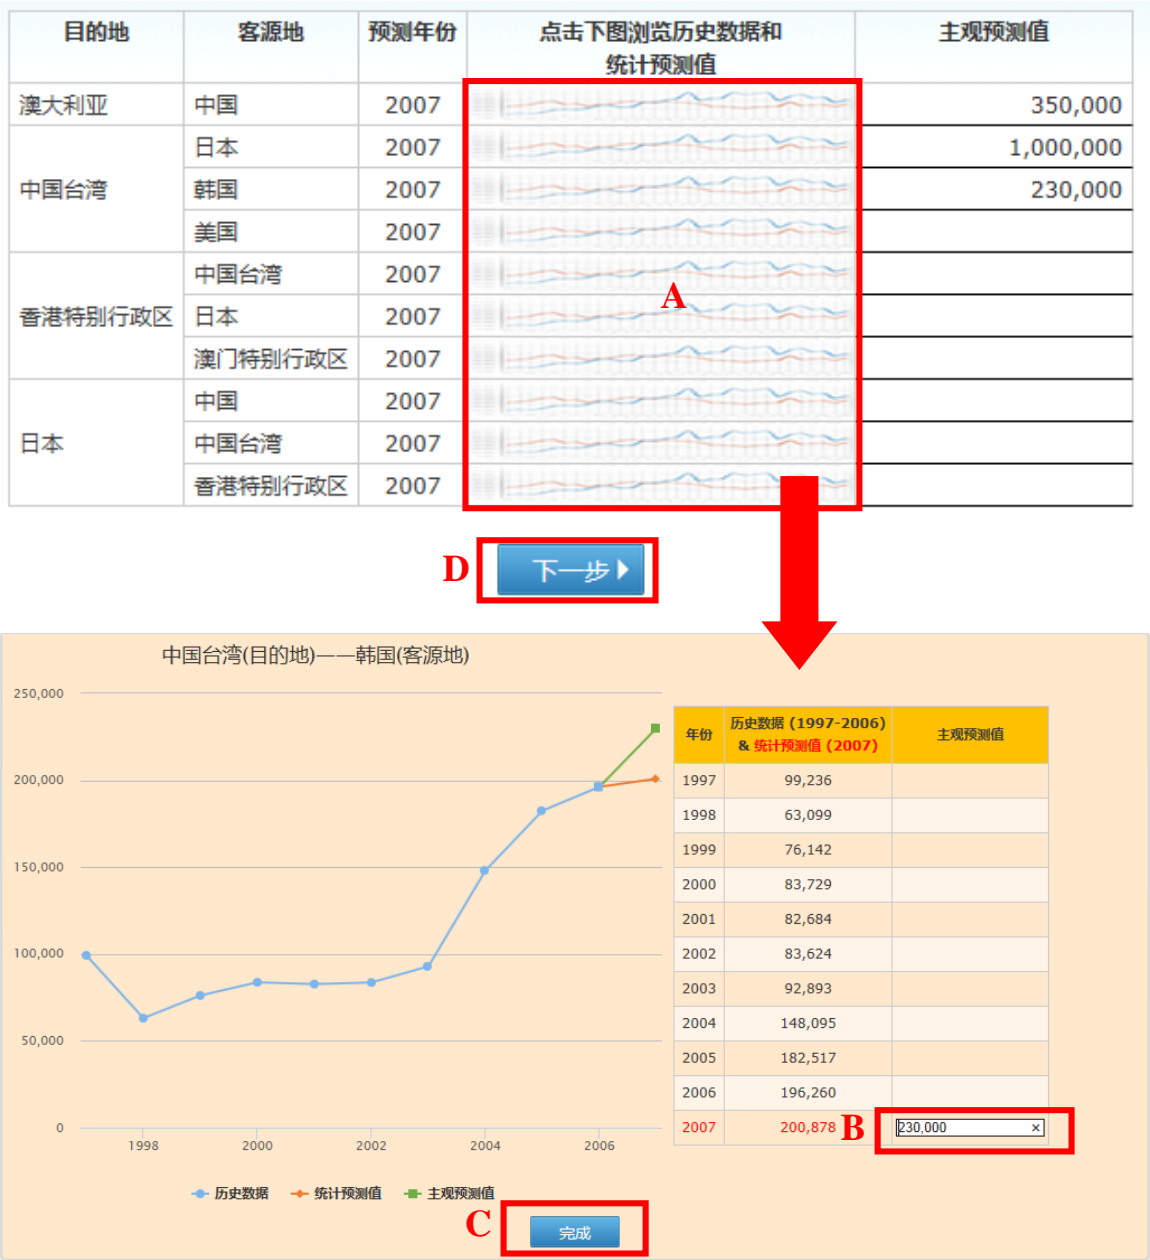 目的地 客源地 预测年份 点击下图浏览历史数据和 主观预测值
统计预测值
澳大利亚 中国 2007 350,000
日本 2007 1,000,000
中国台湾 韩国 2007 230,000
美国 2007
中国台湾 2007
A
香港特别行政区 日本 2007
澳门特别行政区 2007
中国 2007
日本 中国台湾 2007
香港特别行政区 2007
D 下一步
中国台湾(目的地)——韩国(客源地)
250,000
200,000
150,000
100,000
50,000
0
1998 2000 2002 2004 2006
历史数据 统计预测值 主观预测值
年份 历史数据 (1997-2006) 主观预测值
& 统计预测值 (2007)
1997 99,236
1998 63,099
1999 76,142
2000 83,729
2001 82,684
2002 83,624
2003 92,893
2004 148,095
2005 182,517
2006 196,260
2007 200,878 B 230,000 ×
C 完成